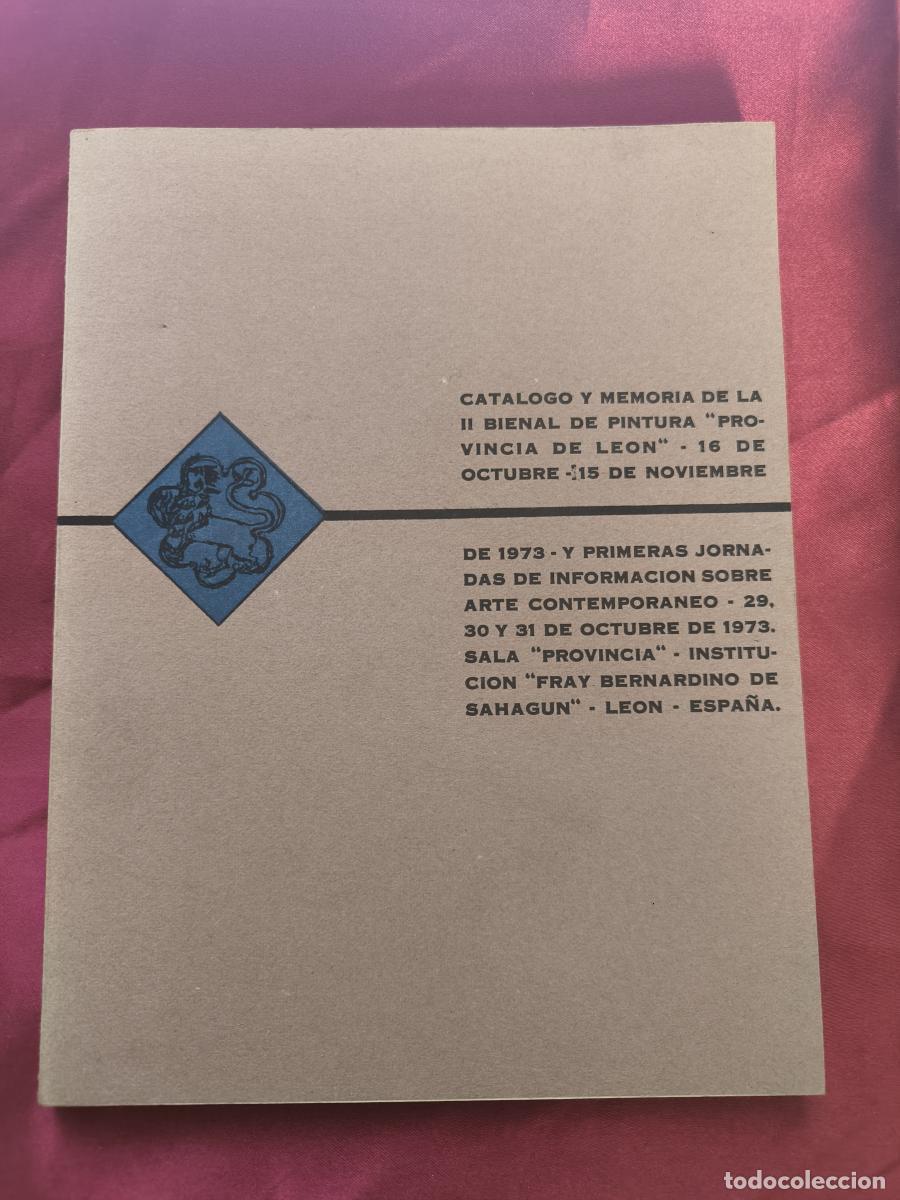 CATALOGO Y MEMORIA DE LA
II BIENAL DE PINTURA "PRO-
VINCIA DE LEON" - 16 DE
OCTUBRE - 15 DE NOVIEMBRE
DE 1973 - Y PRIMERAS JORNA-
DAS DE INFORMACION SOBRE
ARTE CONTEMPORANEO - 29,
30 Y 31 DE OCTUBRE DE 1973.
SALA "PROVINCIA" - INSTITU-
CION "FRAY BERNARDINO DE
SAHAGUN" - LEON - ESPAÑA.
todocoleccion